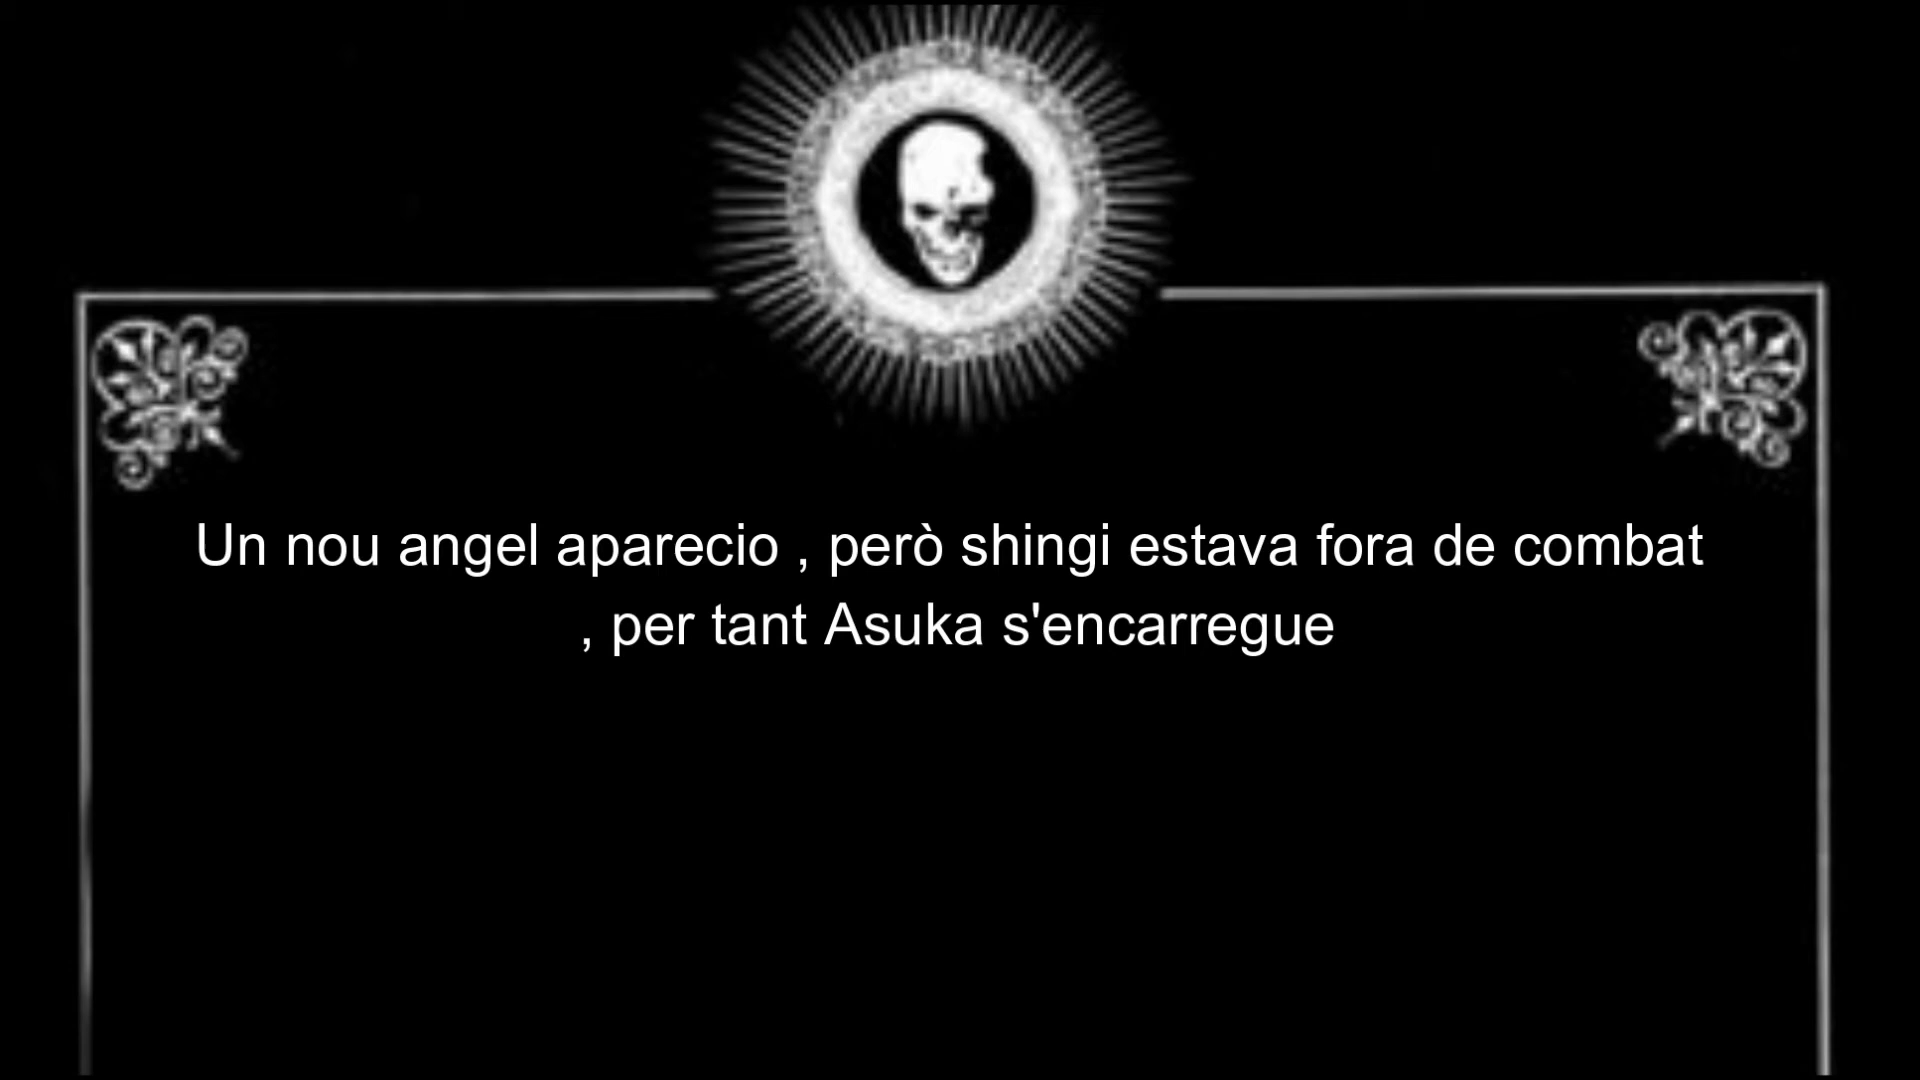 Un nou angel aparecio , però shingi estava fora de combat
, per tant Asuka s'encarregue